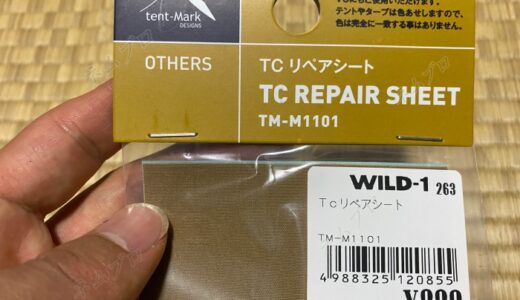 tent-Mark
DESIGNS
テントやタープは色あせしますので、
色は完全に一致する事はありません。
OTHERS
TC リペアシート
TC REPAIR SHEET
TM-M1101
WILD-1 263
Tcリペアシート
TM-M1101
4988325120855